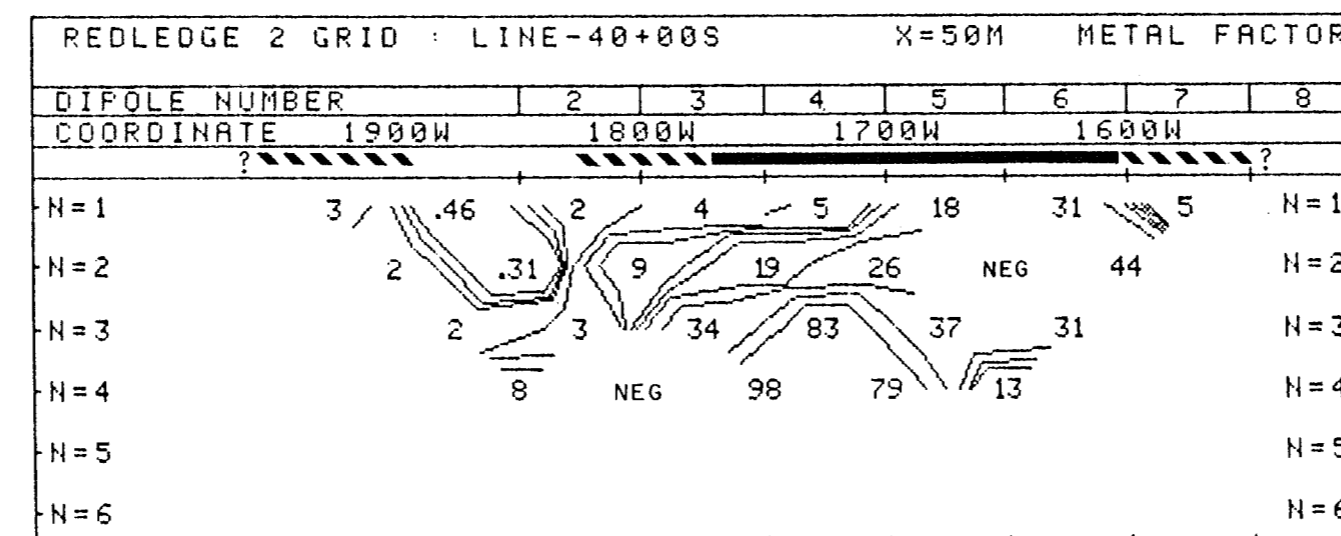 REDLEDGE 2 GRID : LINE-40+00S X=50M METAL FACTOR
DIPOLE NUMBER 2 3 4 5 6 7 8
COORDINATE 1900W 1800W 1700W 1600W
? ?
N=1 3 .46 2 4 5 18 31 5 N=1
N=2 2 .31 9 19 26 NEG 44 N=2
N=3 2 3 34 83 37 31 N=3
N=4 8 NEG 98 79 13 N=4
N=5 N=5
N=6 N=6